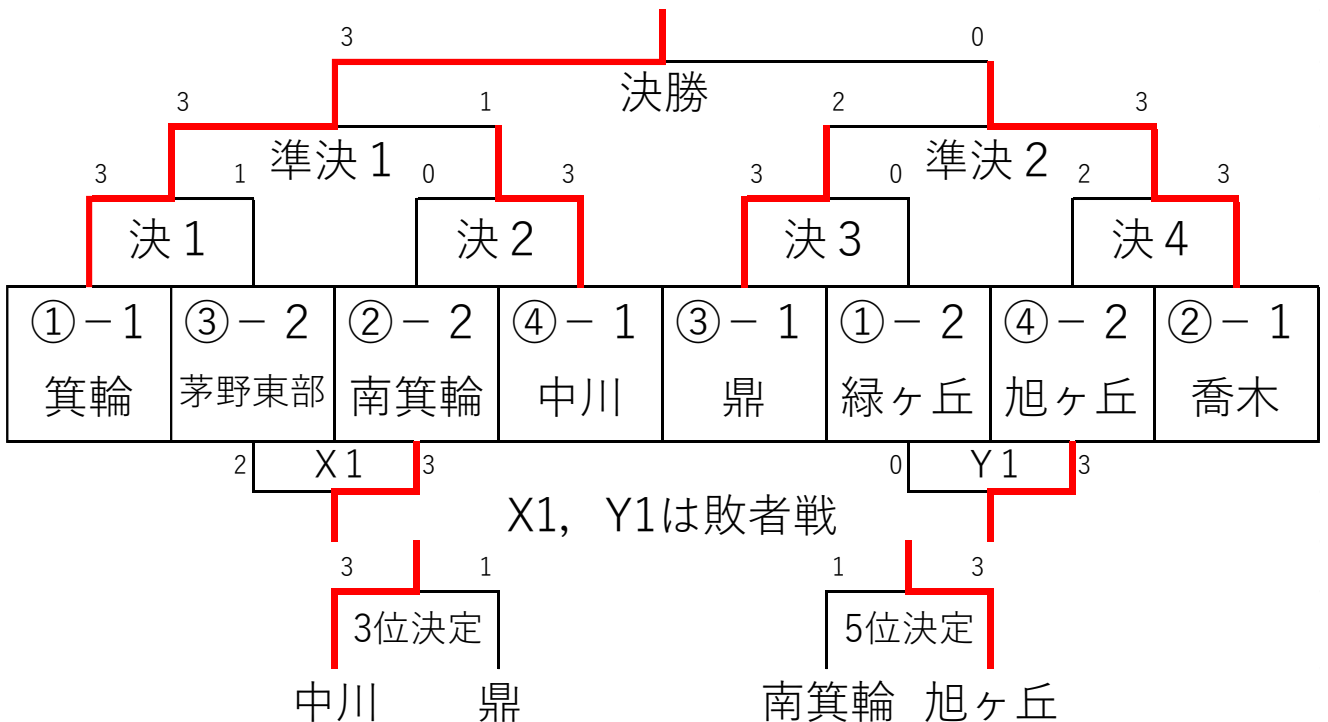 3 0
決勝
3 1 2 3
準決1 準決2
3 1 0 3 3 0 2 3
決1 決2 決3 決4
①-1 ③-2 ②-2 ④-1 ③-1 ①-2 ④-2 ②-1
箕輪 茅野東部 南箕輪 中川 鼎 緑ヶ丘 旭ヶ丘 喬木
2 X1 3 0 Y1 3
X1, Y1は敗者戦
3 1 1 3
3位決定 5位決定
中川 鼎 南箕輪 旭ヶ丘